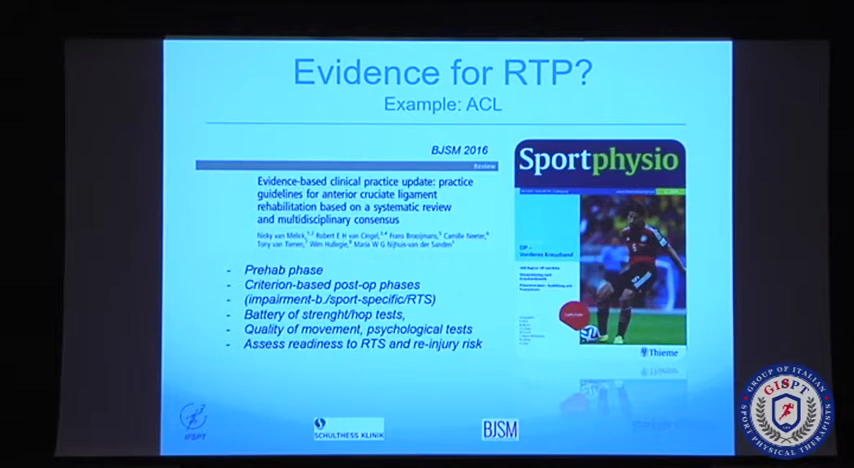 Evidence for RTP?
Example: ACL
BJSM 2016
Review
Evidence-based clinical practice update: practice
guidelines for anterior cruciate ligament
rehabilitation based on a systematic review
and multidisciplinary consensus
Nicky van Melick, Robert E H van Cingel, Frans Brooijmans, Camille Neeter,
Tony van Tienen, Wim Hullegie, Maria W G Nijhuis-van der Sanden
- Prehab phase
- Criterion-based post-op phases
- (impairment-b./sport-specific/RTS)
- Battery of strenght/hop tests,
- Quality of movement, psychological tests
- Assess readiness to RTS and re-injury risk
Sportphysio
OP –
Vorderes Kreuzband
Thieme
IFSPT
SCHULTHESS KLINIK
BJSM
GROUP OF ITALIAN
GISPT
SPORT PHYSICAL THERAPISTS